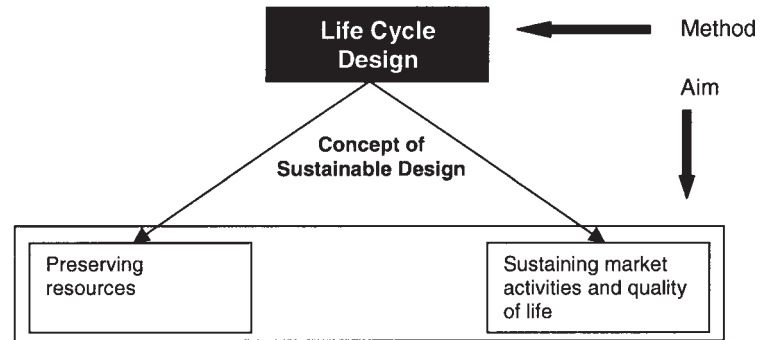 Life Cycle
Design
Method
Aim
Concept of
Sustainable Design
Preserving
resources
Sustaining market
activities and quality
of life